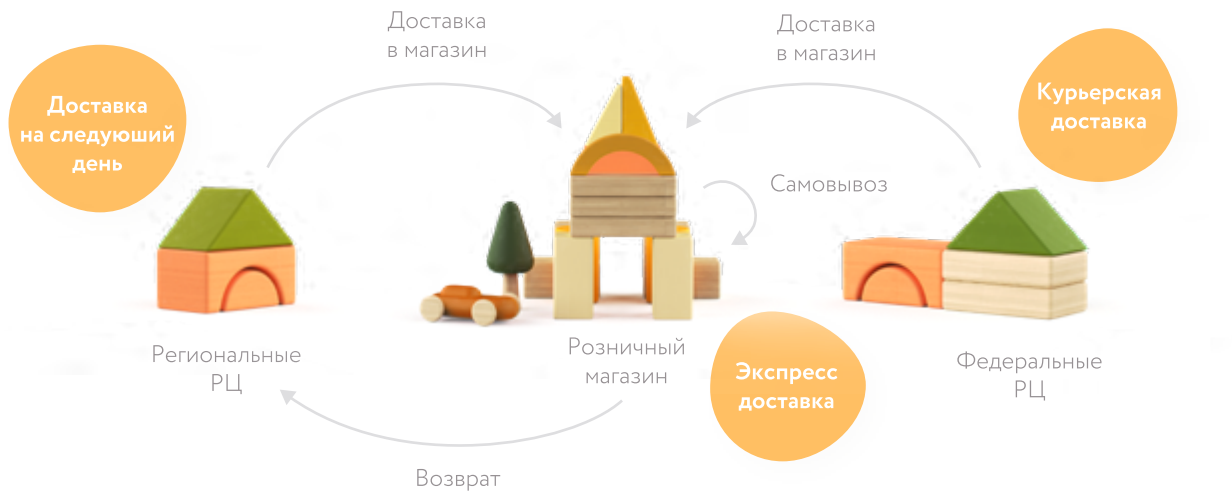 Доставка
в магазин
Доставка
в магазин
Доставка
на следуюший
день
Курьерская
доставка
Самовывоз
Региональные
РЦ
Розничный
магазин
Экспресс
доставка
Федеральные
РЦ
Возврат